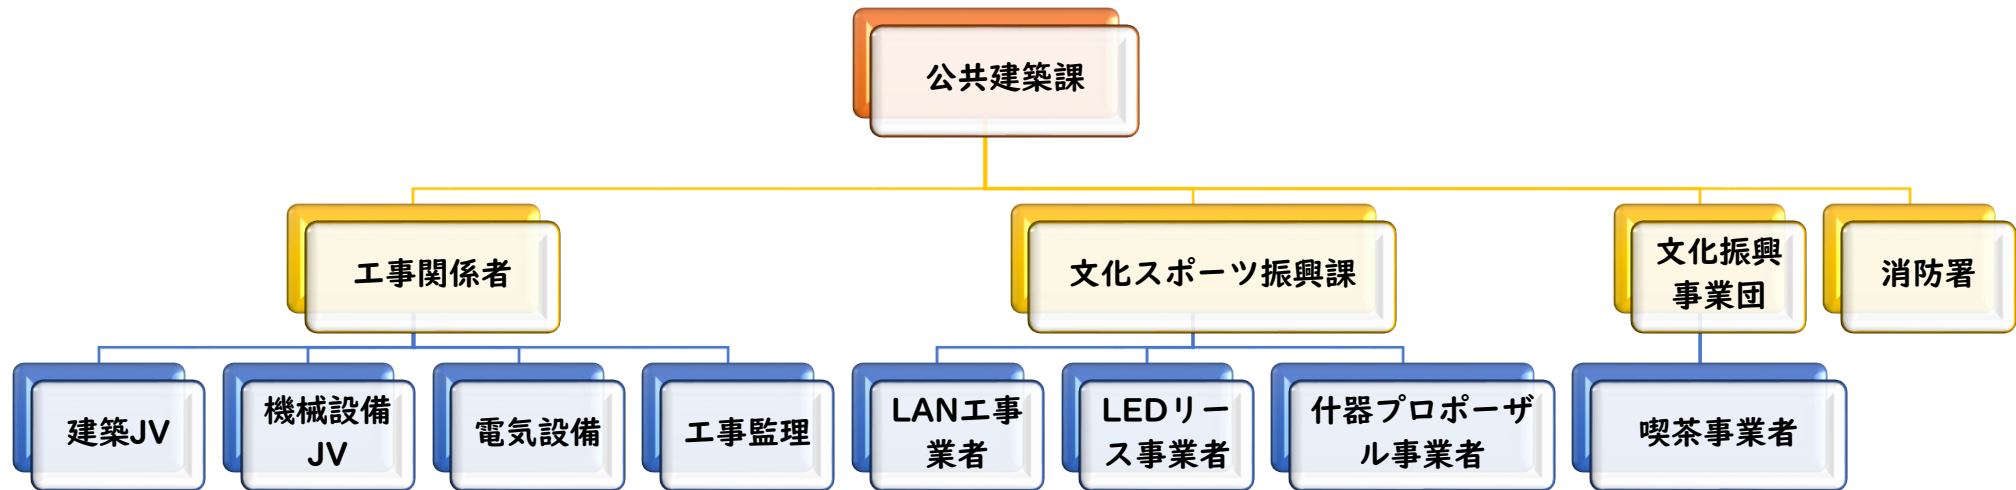 公共建築課
工事関係者
文化スポーツ振興課
文化振興
事業団
消防署
建築JV
機械設備
JV
電気設備
工事監理
LAN工事
業者
LEDリー
ス事業者
什器プロポーザ
ル事業者
喫茶事業者